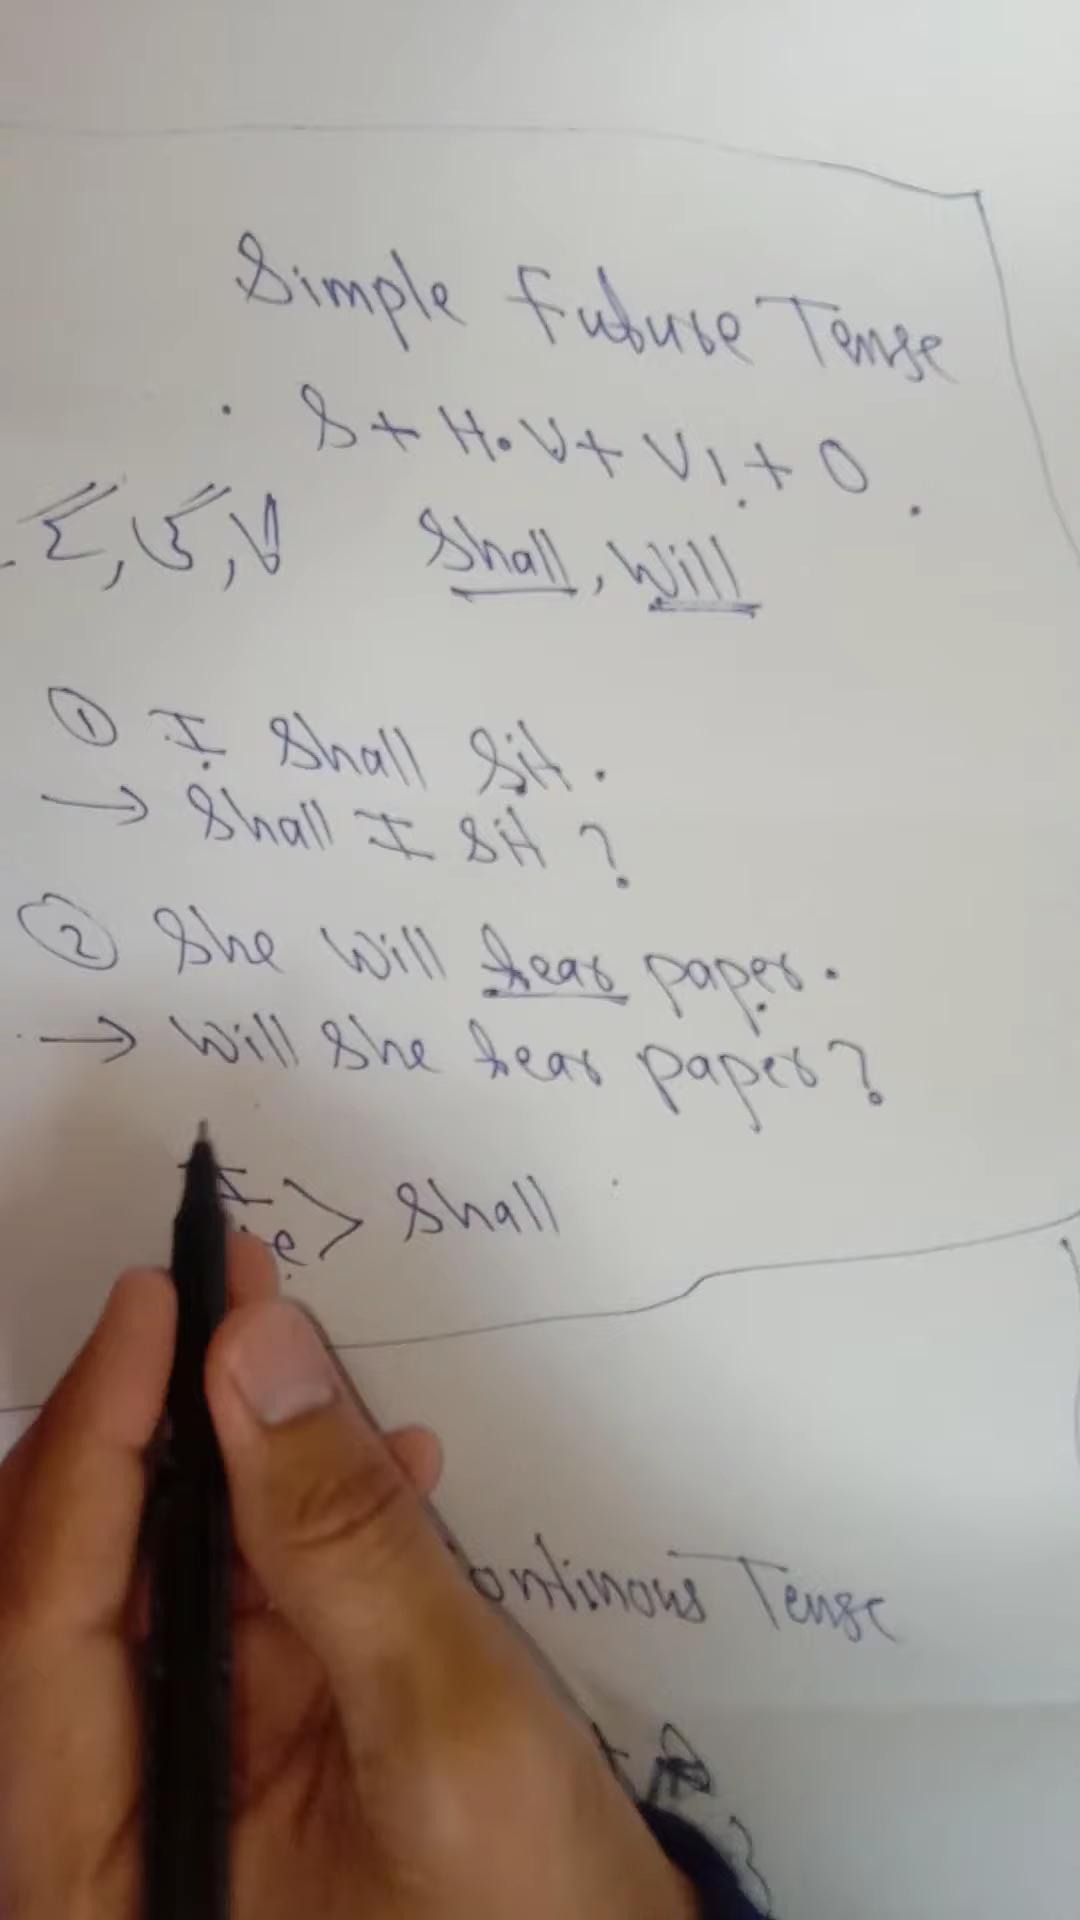 Simple Future Tense
S + H.V + V1 + O.
Shall, Will
① I Shall Sit.
→ Shall I Sit ?
② She Will tear paper.
→ Will She tear paper?
I
> Shall
Tense